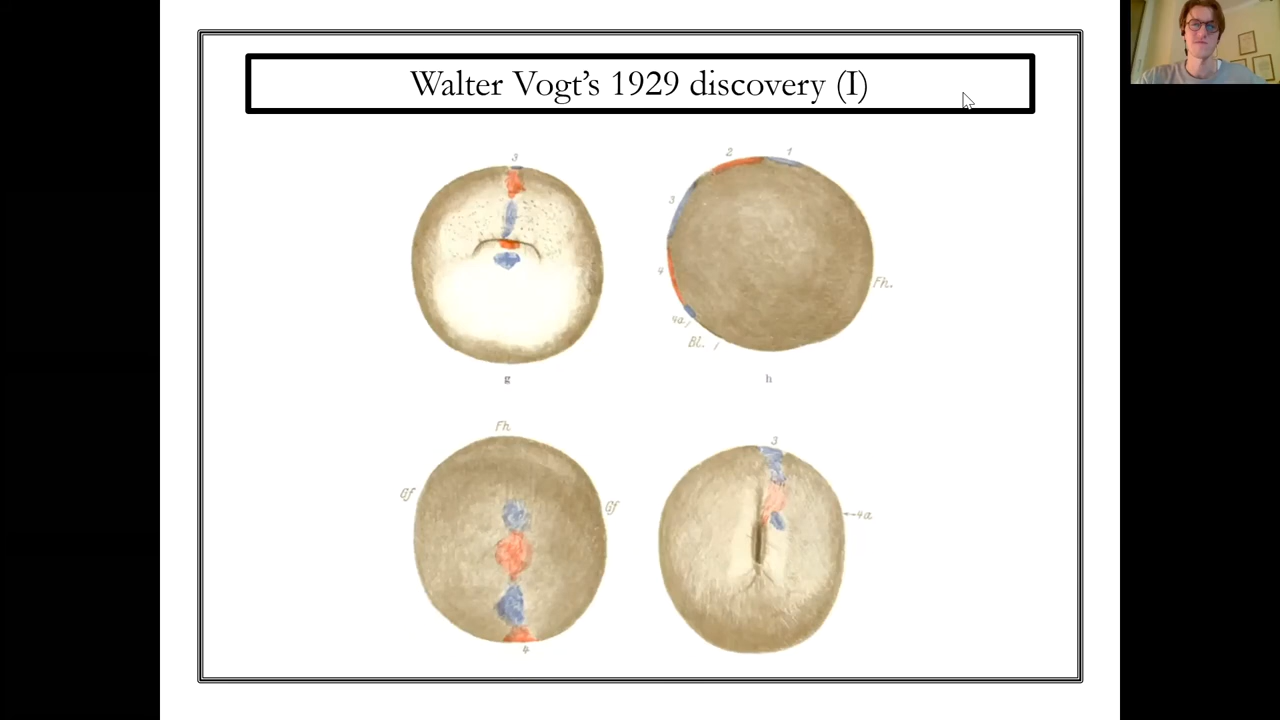 Walter Vogt's 1929 discovery (I)
3
2
1
3
4
4a
Fh.
Bl.
g
h
Fh
Gf
Gf
4
3
4a